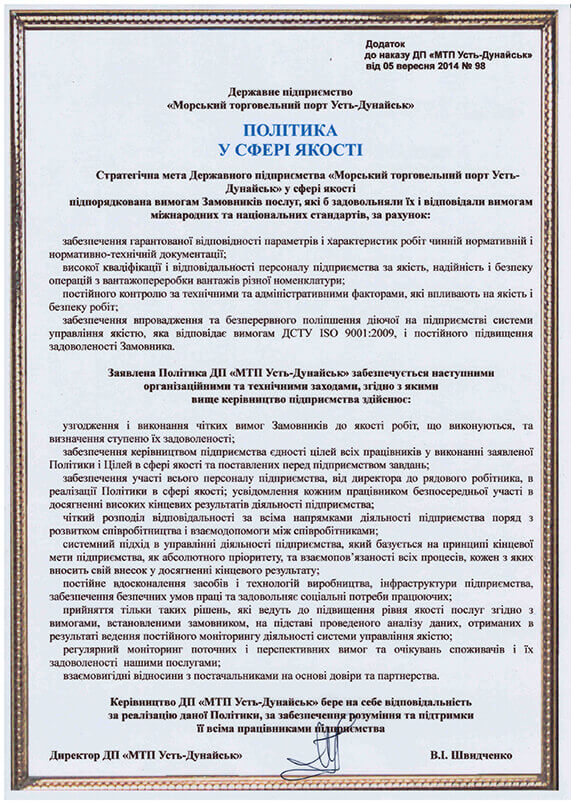 Додаток
до наказу ДП «МТП Усть-Дунайськ»
від 05 вересня 2014 № 98
Державне підприємство
«Морський торговельний порт Усть-Дунайськ»
ПОЛІТИКА
У СФЕРІ ЯКОСТІ
Стратегічна мета Державного підприємства «Морський торговельний порт Усть-
Дунайськ» у сфері якості
підпорядкована вимогам Замовників послуг, які б задовольняли їх і відповідали вимогам
міжнародних та національних стандартів, за рахунок:
забезпечення гарантованої відповідності параметрів і характеристик робіт чинній нормативній і
нормативно-технічній документації;
високої кваліфікації і відповідальності персоналу підприємства за якість, надійність і безпеку
операцій з вантажопереробки вантажів різної номенклатури;
постійного контролю за технічними та адміністративними факторами, які впливають на якість і
безпеку робіт;
забезпечення впровадження та безперервного поліпшення діючої на підприємстві системи
управління якістю, яка відповідає вимогам ДСТУ ISO 9001:2009, і постійного підвищення
задоволеності Замовника.
Заявлена Політика ДП «МТП Усть-Дунайськ» забезпечується наступними
організаційними та технічними заходами, згідно з якими
вище керівництво підприємства здійснює:
узгодження і виконання чітких вимог Замовників до якості робіт, що виконуються, та
визначення ступеню їх задоволеності;
забезпечення керівництвом підприємства єдності цілей всіх працівників у виконанні заявленої
Політики і Цілей в сфері якості та поставлених перед підприємством завдань;
забезпечення участі всього персоналу підприємства, від директора до рядового робітника, в
реалізації Політики в сфері якості; усвідомлення кожним працівником безпосередньої участі в
досягненні високих кінцевих результатів діяльності підприємства;
чіткий розподіл відповідальності за всіма напрямками діяльності підприємства поряд з
розвитком співробітництва і взаємодопомоги між співробітниками;
системний підхід в управлінні діяльності підприємства, який базується на принципі кінцевої
мети підприємства, як абсолютного пріоритету, та взаємопов'язаності всіх процесів, кожен з яких
вносить свій внесок у досягненні кінцевого результату;
постійне вдосконалення засобів і технологій виробництва, інфраструктури підприємства,
забезпечення безпечних умов праці та задовольняє соціальні потреби працюючих;
прийняття тільки таких рішень, які ведуть до підвищення рівня якості послуг згідно з
вимогами, встановленими замовником, на підставі проведеного аналізу даних, отриманих в
результаті ведення постійного моніторингу діяльності системи управління якістю;
регулярний моніторинг поточних і перспективних вимог та очікувань споживачів і їх
задоволеності нашими послугами;
взаємовигідні відносини з постачальниками на основі довіри та партнерства.
Керівництво ДП «МТП Усть-Дунайськ» бере на себе відповідальність
за реалізацію даної Політики, за забезпечення розуміння та підтримки
її всіма працівниками підприємства
Директор ДП «МТП Усть-Дунайськ» В.І. Швидченко